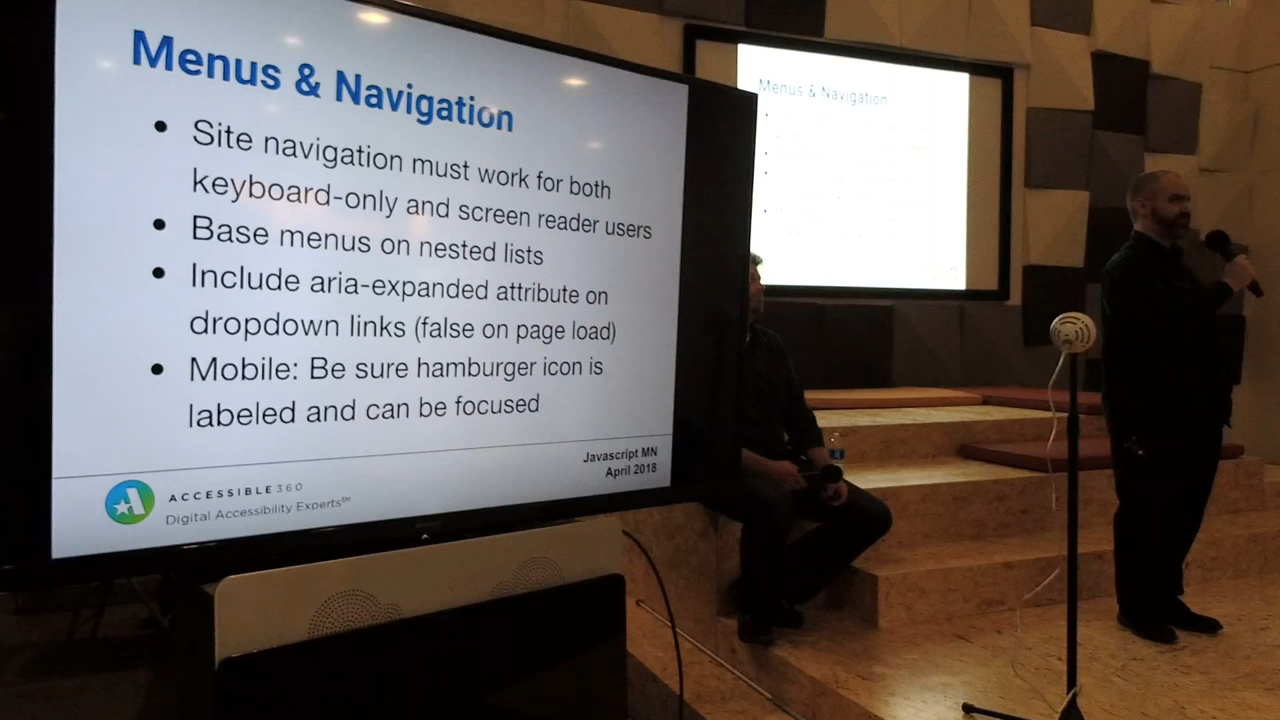 Menus & Navigation
• Site navigation must work for both
keyboard-only and screen reader users
• Base menus on nested lists
• Include aria-expanded attribute on
dropdown links (false on page load)
• Mobile: Be sure hamburger icon is
labeled and can be focused
Javascript MN
April 2018
ACCESSIBLE360
Digital Accessibility Experts℠
Menus & Navigation